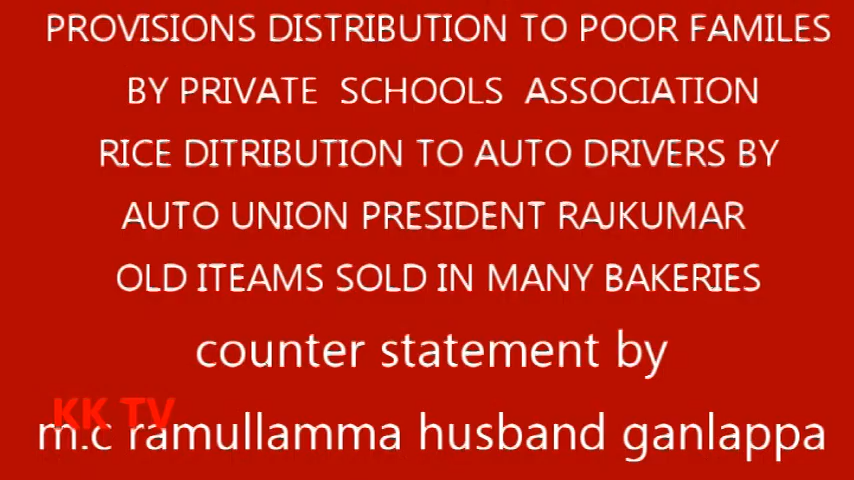 PROVISIONS DISTRIBUTION TO POOR FAMILES
BY PRIVATE SCHOOLS ASSOCIATION
RICE DITRIBUTION TO AUTO DRIVERS BY
AUTO UNION PRESIDENT RAJKUMAR
OLD ITEAMS SOLD IN MANY BAKERIES
counter statement by
KK TV
m.c ramullamma husband ganlappa